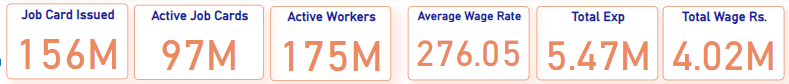 Job Card Issued
156M
Active Job Cards
97M
Active Workers
175M
Average Wage Rate
276.05
Total Exp
5.47M
Total Wage Rs.
4.02M